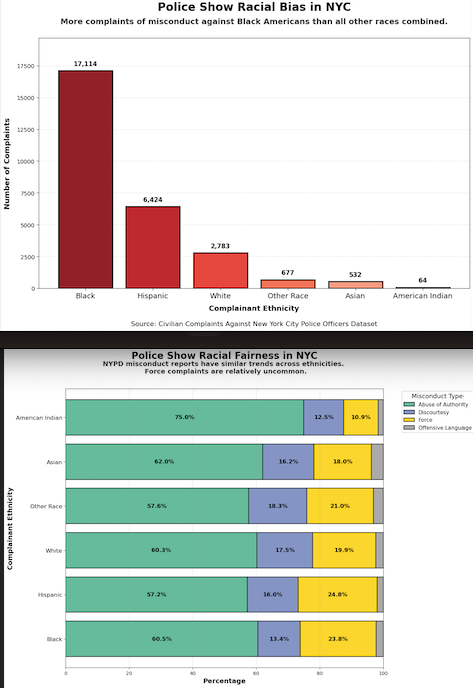 Police Show Racial Bias in NYC
More complaints of misconduct against Black Americans than all other races combined.
Number of Complaints
17500
15000
12500
10000
7500
5000
2500
0
17,114
6,424
2,783
677
532
64
Black Hispanic White Other Race Asian American Indian
Complainant Ethnicity
Source: Civilian Complaints Against New York City Police Officers Dataset
Police Show Racial Fairness in NYC
NYPD misconduct reports have similar trends across ethnicities.
Force complaints are relatively uncommon.
Misconduct Type
Abuse of Authority
Discourtesy
Force
Offensive Language
Complainant Ethnicity
American Indian 75.0% 12.5% 10.9%
Asian 62.0% 16.2% 18.0%
Other Race 57.6% 18.3% 21.0%
White 60.3% 17.5% 19.9%
Hispanic 57.2% 16.0% 24.8%
Black 60.5% 13.4% 23.8%
0 20 40 60 80 100
Percentage